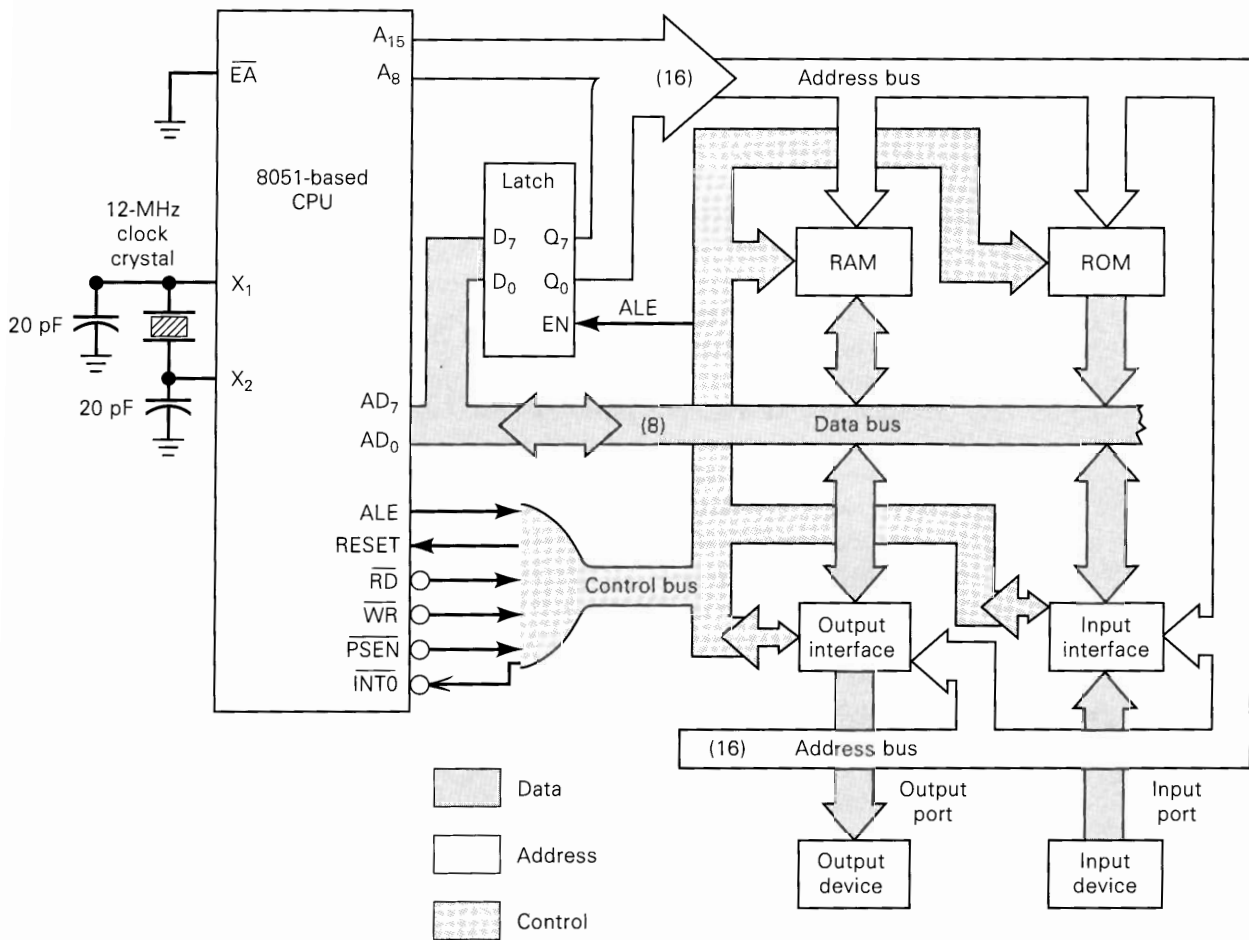 A15
A8
EA
(16)
Address bus
8051-based
CPU
Latch
12-MHz
clock
crystal
D7
Q7
D0
Q0
RAM
ROM
X1
ALE
20 pF
EN
X2
20 pF
AD7
(8)
Data bus
AD0
ALE
RESET
RD
Control bus
WR
Output
interface
Input
interface
PSEN
INT0
(16)
Address bus
Data
Output
port
Input
port
Address
Output
device
Input
device
Control